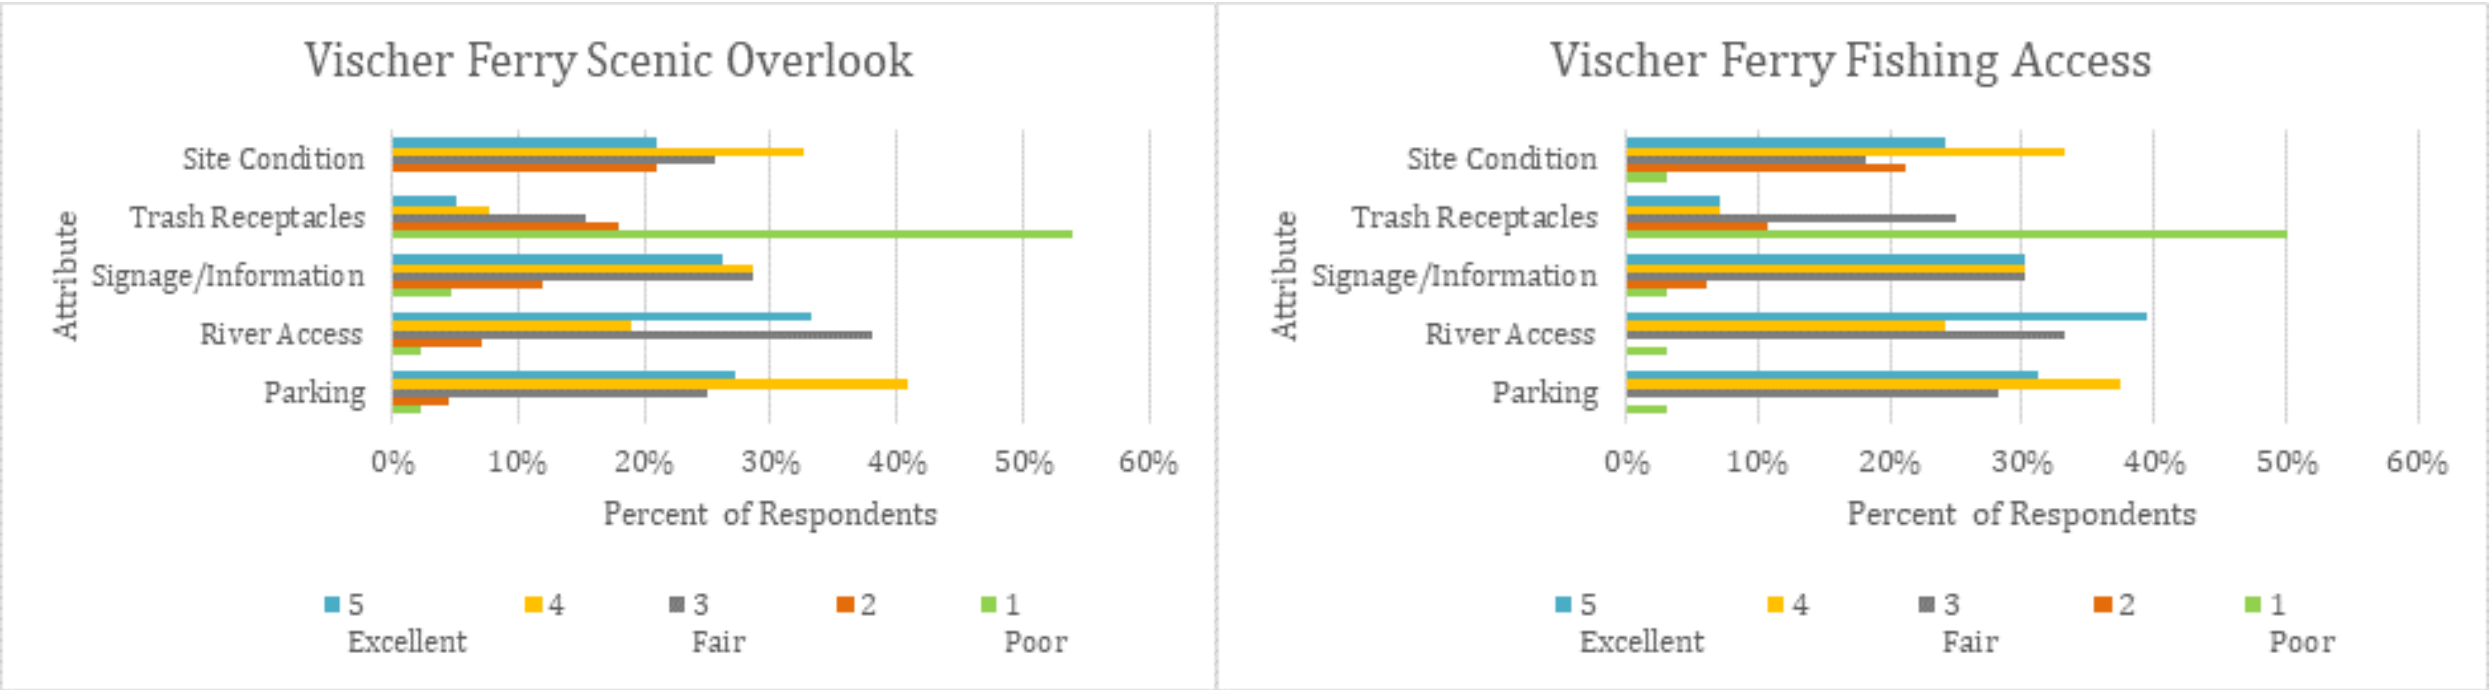 Vischer Ferry Scenic Overlook
Attribute
Site Condition
Trash Receptacles
Signage/Information
River Access
Parking
0% 10% 20% 30% 40% 50% 60%
Percent of Respondents
5 4 3 2 1
Excellent Fair Poor
Vischer Ferry Fishing Access
Attribute
Site Condition
Trash Receptacles
Signage/Information
River Access
Parking
0% 10% 20% 30% 40% 50% 60%
Percent of Respondents
5 4 3 2 1
Excellent Fair Poor